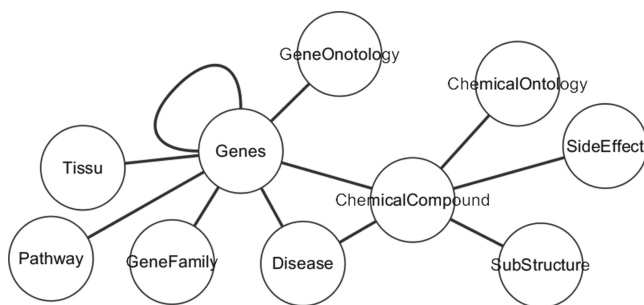 GeneOnotology
ChemicalOntology
SideEffect
Genes
Tissu
ChemicalCompound
Pathway
GeneFamily
Disease
SubStructure